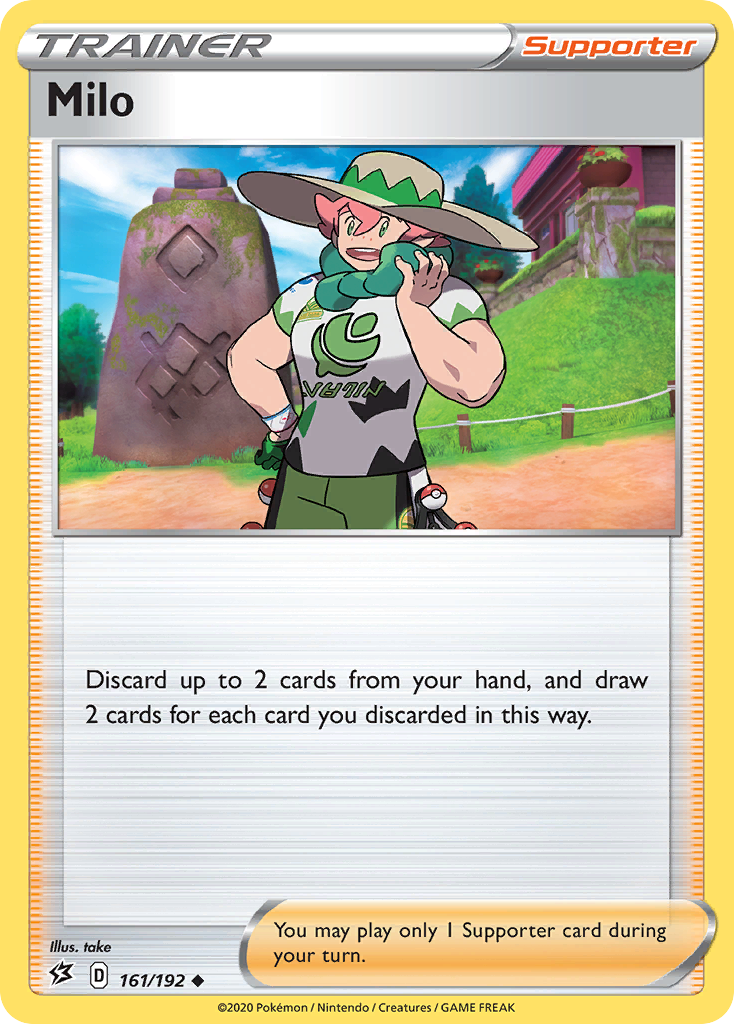 TRAINER
Supporter
Milo
Discard up to 2 cards from your hand, and draw
2 cards for each card you discarded in this way.
You may play only 1 Supporter card during
your turn.
Illus. take
D 161/192
©2020 Pokémon / Nintendo / Creatures / GAME FREAK